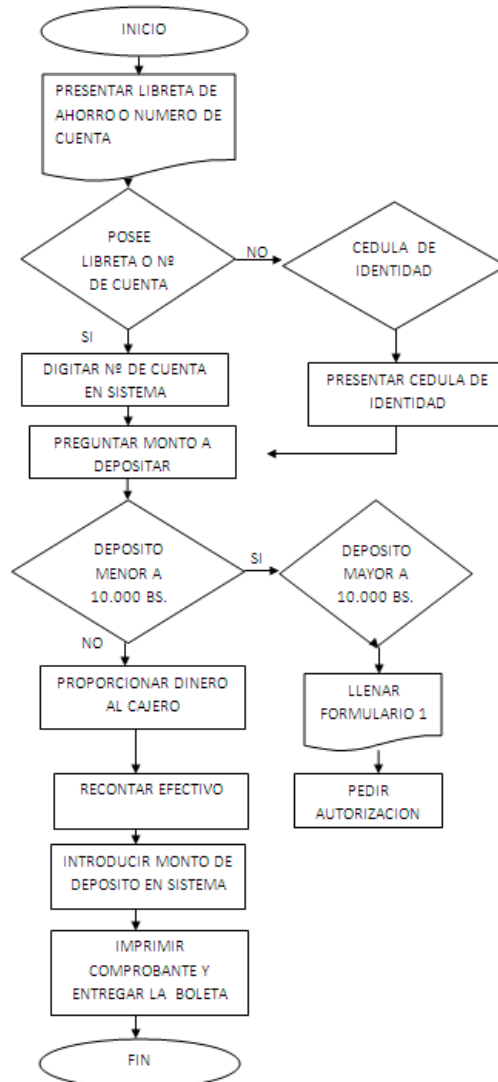 INICIO
PRESENTAR LIBRETA DE
AHORRO O NUMERO DE
CUENTA
POSEE
LIBRETA O Nº
DE CUENTA
NO
CEDULA DE
IDENTIDAD
SI
DIGITAR Nº DE CUENTA
EN SISTEMA
PRESENTAR CEDULA DE
IDENTIDAD
PREGUNTAR MONTO A
DEPOSITAR
DEPOSITO
MENOR A
10.000 BS.
SI
DEPOSITO
MAYOR A
10.000 BS.
NO
PROPORCIONAR DINERO
AL CAJERO
LLENAR
FORMULARIO 1
RECONTAR EFECTIVO
PEDIR
AUTORIZACION
INTRODUCIR MONTO DE
DEPOSITO EN SISTEMA
IMPRIMIR
COMPROBANTE Y
ENTREGAR LA BOLETA
FIN